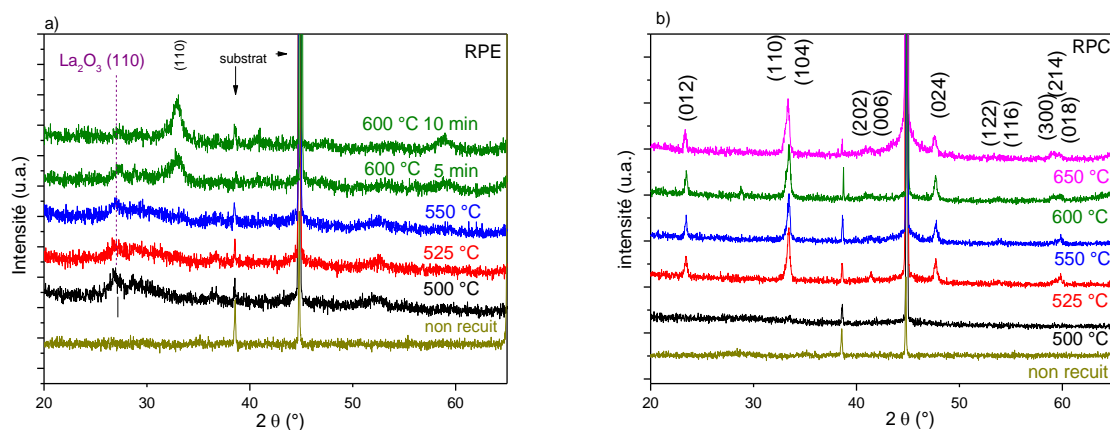 a)
RPE
La2O3 (110)
(110)
substrat
600 °C 10 min
600 °C 5 min
550 °C
525 °C
500 °C
non recuit
Intensité (u.a.)
20 30 40 50 60
2 θ (°)
b)
RPC
(012)
(110)
(104)
(202)
(006)
(024)
(122)
(116)
(300)
(214)
(018)
650 °C
600 °C
550 °C
525 °C
500 °C
non recuit
intensité (u.a.)
20 30 40 50 60
2 θ (°)